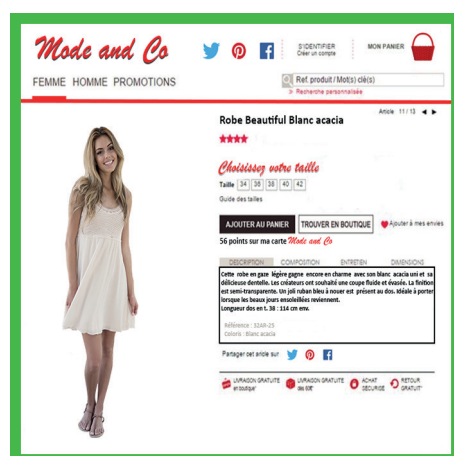 Mode and Co
S'IDENTIFIER
Créer un compte
MON PANIER
FEMME HOMME PROMOTIONS
Ref. produit / Mot(s) clé(s)
» Recherche personnalisée
Article 11 / 13
Robe Beautiful Blanc acacia
Choisissez votre taille
Taille 34 36 38 40 42
Guide des tailles
AJOUTER AU PANIER TROUVER EN BOUTIQUE Ajouter à mes envies
56 points sur ma carte Mode and Co
DESCRIPTION COMPOSITION ENTRETIEN DIMENSIONS
Cette robe en gaze légère gagne encore en charme avec son blanc acacia uni et sa
délicieuse dentelle. Les créateurs ont souhaité une coupe fluide et évasée. La finition
est semi-transparente. Un joli ruban bleu à nouer est présent au dos. Idéale à porter
lorsque les beaux jours ensoleillées reviennent.
Longueur dos en t. 38 : 114 cm env.
Référence : 32AR-25
Coloris : Blanc acacia
Partager cet article sur
LIVRAISON GRATUITE
en boutique*
LIVRAISON GRATUITE
dès 60€*
ACHAT
SÉCURISÉ
RETOUR
GRATUIT*